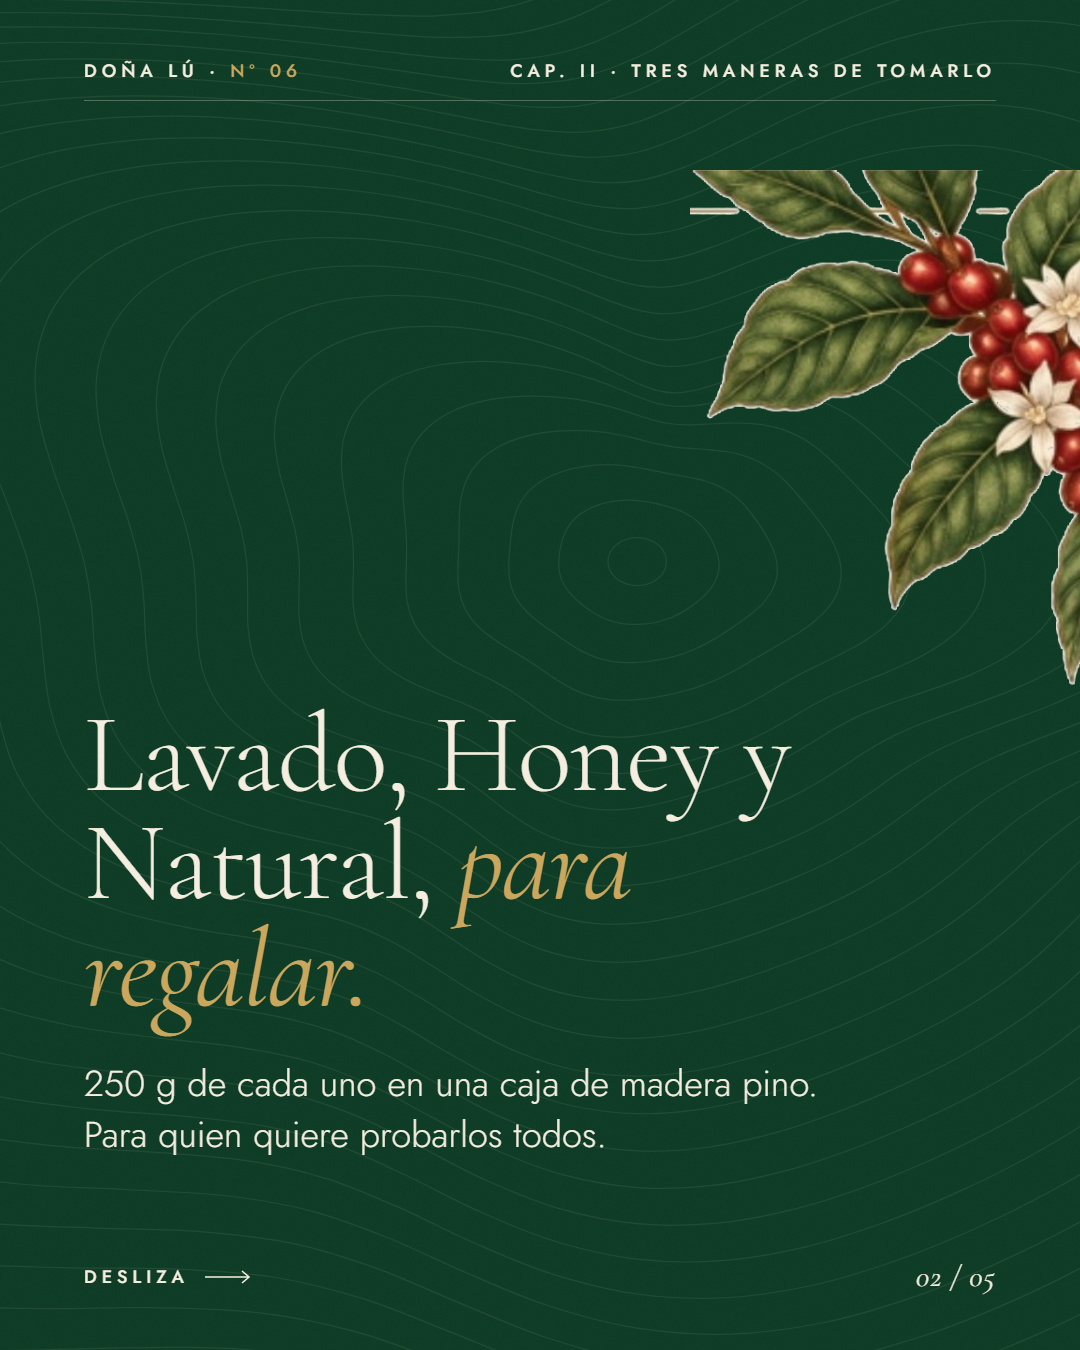 DOÑA LÚ · N° 06
CAP. II · TRES MANERAS DE TOMARLO
Lavado, Honey y
Natural, para
regalar.
250 g de cada uno en una caja de madera pino.
Para quien quiere probarlos todos.
DESLIZA
02 / 05